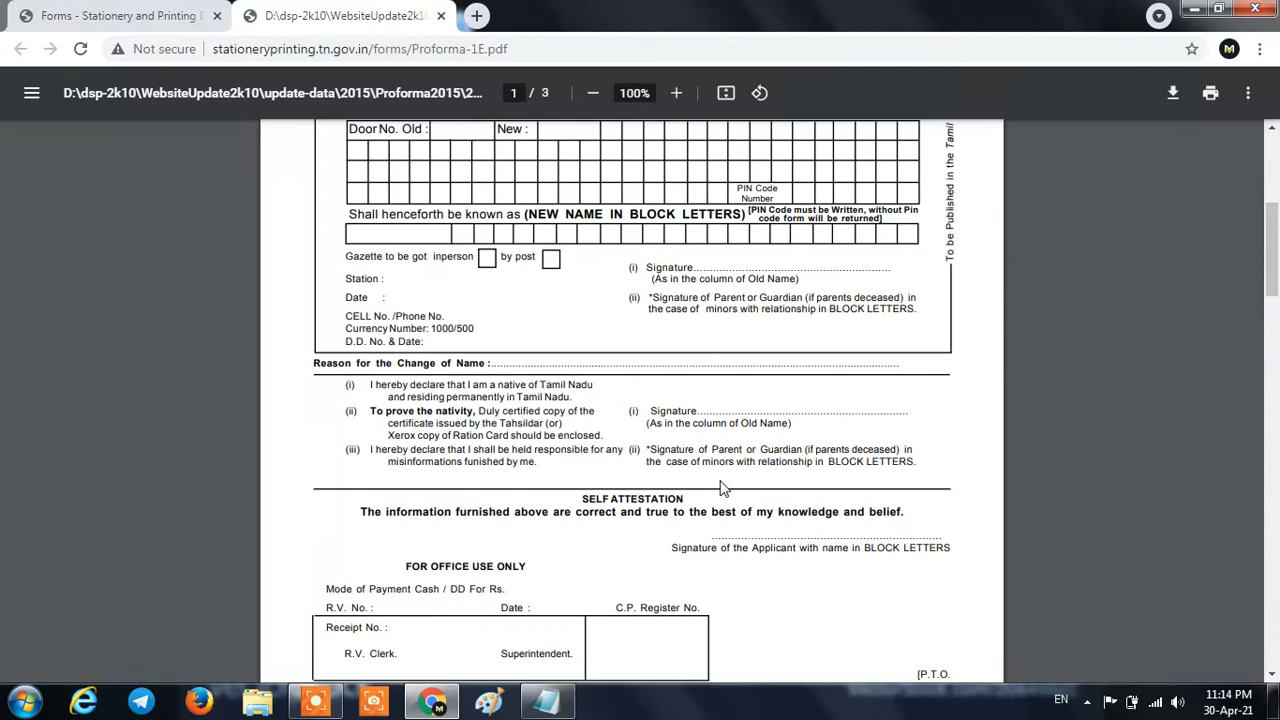 Forms - Stationery and Printing D
D:\dsp-2k10\WebsiteUpdate2k10\
Not secure
stationeryprinting.tn.gov.in/forms/Proforma-1E.pdf
D:\dsp-2k10\WebsiteUpdate2k10\update-data\2015\Proforma2015\2...
1 / 3
100%
Door No. Old :
New :
PIN Code
Number
To be Published in the Tamil
Shall henceforth be known as (NEW NAME IN BLOCK LETTERS)
[PIN Code must be Written, without Pin
code form will be returned]
Gazette to be got inperson
by post
Station :
Date :
CELL No. /Phone No.
Currency Number: 1000/500
D.D. No. & Date:
(i) Signature............................................................
(As in the column of Old Name)
(ii) *Signature of Parent or Guardian (if parents deceased) in
the case of minors with relationship in BLOCK LETTERS.
Reason for the Change of Name :............................................................
(i) I hereby declare that I am a native of Tamil Nadu
and residing permanently in Tamil Nadu.
(ii) To prove the nativity, Duly certified copy of the
certificate issued by the Tahsildar (or)
Xerox copy of Ration Card should be enclosed.
(iii) I hereby declare that I shall be held responsible for any
misinformations funished by me.
(i) Signature............................................................
(As in the column of Old Name)
(ii) *Signature of Parent or Guardian (if parents deceased) in
the case of minors with relationship in BLOCK LETTERS.
SELF ATTESTATION
The information furnished above are correct and true to the best of my knowledge and belief.
............................................................
Signature of the Applicant with name in BLOCK LETTERS
FOR OFFICE USE ONLY
Mode of Payment Cash / DD For Rs.
R.V. No. :
Date :
C.P. Register No.
Receipt No. :
R.V. Clerk.
Superintendent.
[P.T.O.
EN
11:14 PM
30-Apr-21